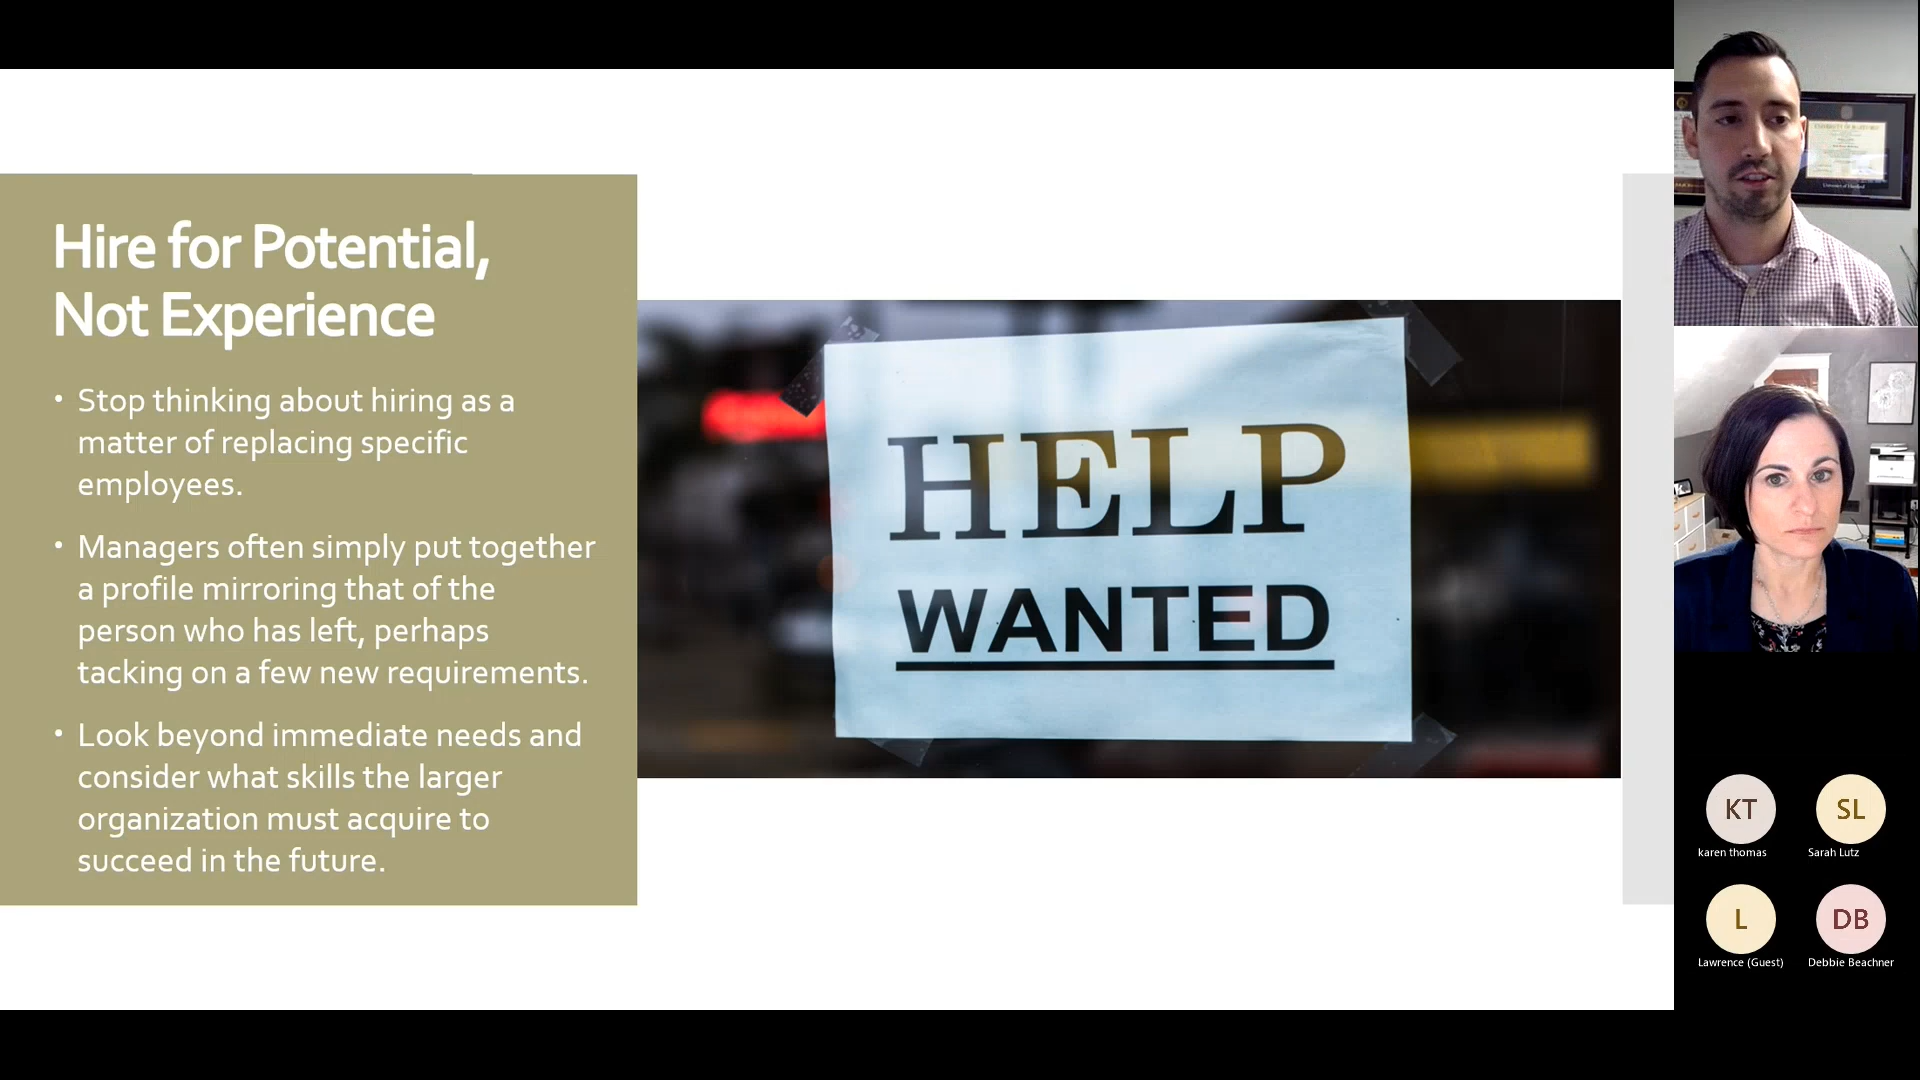 Hire for Potential,
Not Experience
• Stop thinking about hiring as a
matter of replacing specific
employees.
• Managers often simply put together
a profile mirroring that of the
person who has left, perhaps
tacking on a few new requirements.
• Look beyond immediate needs and
consider what skills the larger
organization must acquire to
succeed in the future.
HELP
WANTED
KT
karen thomas
SL
Sarah Lutz
L
Lawrence (Guest)
DB
Debbie Beachner